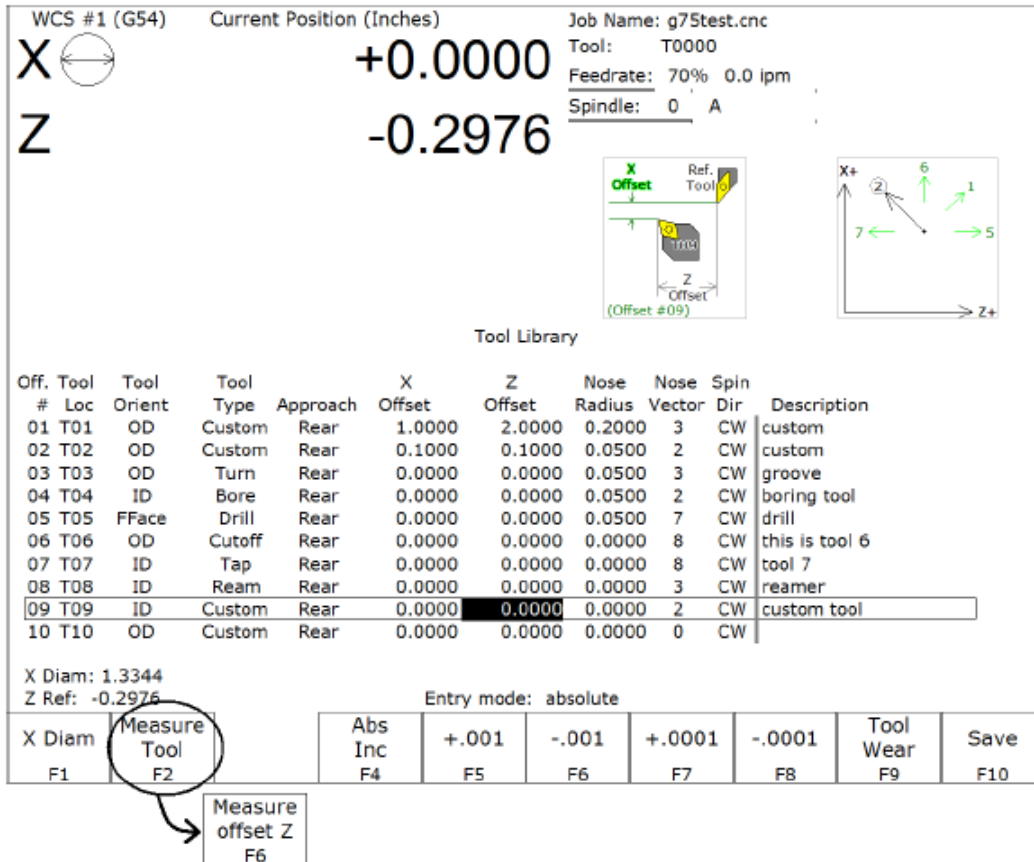 WCS #1 (G54) Current Position (Inches) Job Name: g75test.cnc
X +0.0000 Tool: T0000
Feedrate: 70% 0.0 ipm
Z -0.2976 Spindle: 0 A
X Offset
Ref. Tool
T09
Z Offset
(Offset #09)
X+
6
2
1
7
5
Z+
Tool Library
Off. Tool Tool Tool X Z Nose Nose Spin
# Loc Orient Type Approach Offset Offset Radius Vector Dir Description
01 T01 OD Custom Rear 1.0000 2.0000 0.2000 3 CW custom
02 T02 OD Custom Rear 0.1000 0.1000 0.0500 2 CW custom
03 T03 OD Turn Rear 0.0000 0.0000 0.0500 3 CW groove
04 T04 ID Bore Rear 0.0000 0.0000 0.0500 2 CW boring tool
05 T05 FFace Drill Rear 0.0000 0.0000 0.0500 7 CW drill
06 T06 OD Cutoff Rear 0.0000 0.0000 0.0000 8 CW this is tool 6
07 T07 ID Tap Rear 0.0000 0.0000 0.0000 8 CW tool 7
08 T08 ID Ream Rear 0.0000 0.0000 0.0000 3 CW reamer
09 T09 ID Custom Rear 0.0000 0.0000 0.0000 2 CW custom tool
10 T10 OD Custom Rear 0.0000 0.0000 0.0000 0 CW
X Diam: 1.3344
Z Ref: -0.2976 Entry mode: absolute
X Diam Measure Tool Abs Inc +.001 -.001 +.0001 -.0001 Tool Wear Save
F1 F2 F4 F5 F6 F7 F8 F9 F10
Measure
offset Z
F6